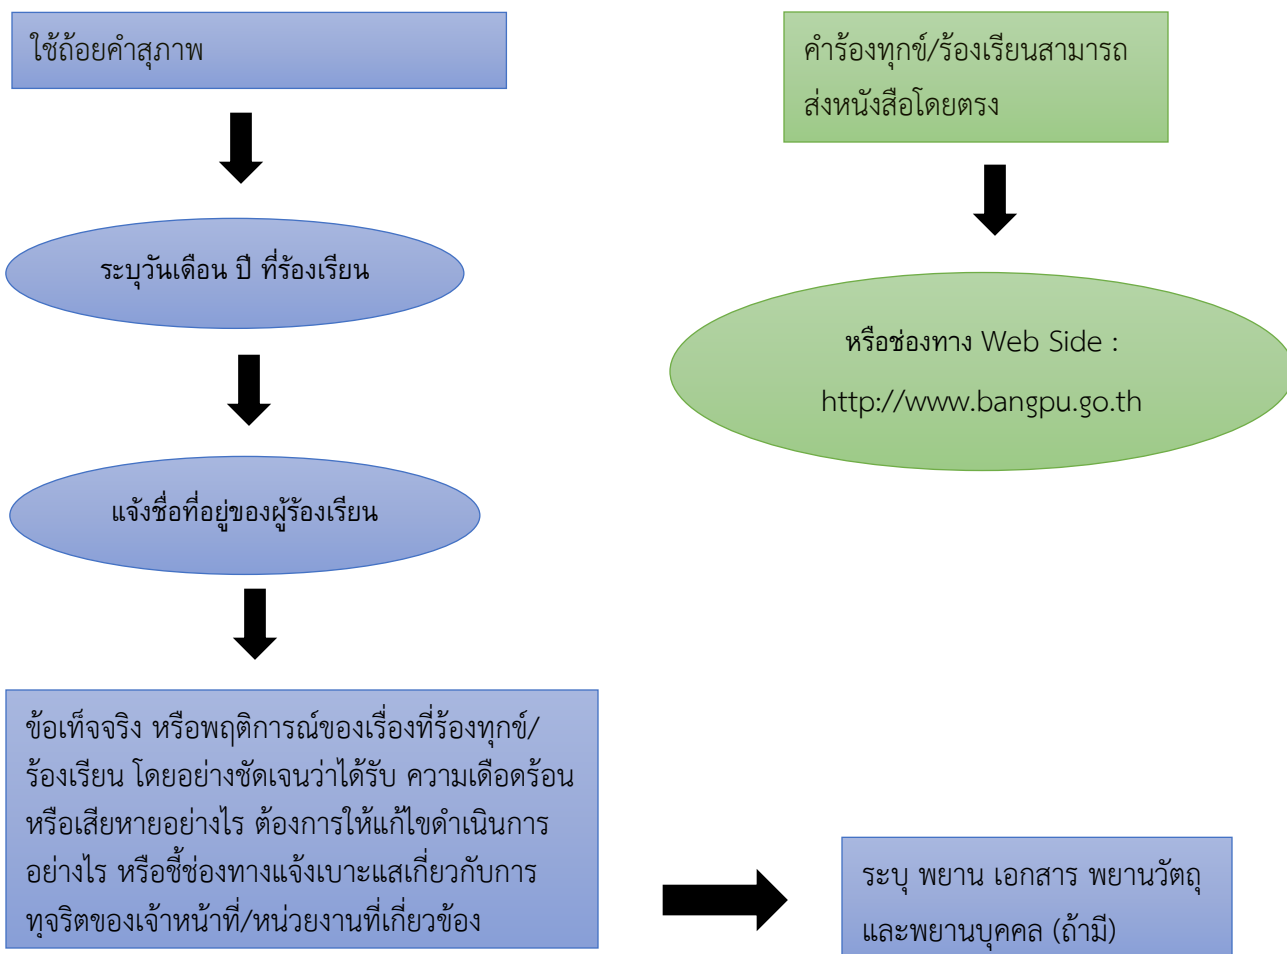 ใช้ถ้อยคำสุภาพ
ระบุวันเดือน ปี ที่ร้องเรียน
แจ้งชื่อที่อยู่ของผู้ร้องเรียน
ข้อเท็จจริง หรือพฤติการณ์ของเรื่องที่ร้องทุกข์/
ร้องเรียน โดยอย่างชัดเจนว่าได้รับ ความเดือดร้อน
หรือเสียหายอย่างไร ต้องการให้แก้ไขดำเนินการ
อย่างไร หรือชี้ช่องทางแจ้งเบาะแสเกี่ยวกับการ
ทุจริตของเจ้าหน้าที่/หน่วยงานที่เกี่ยวข้อง
ระบุ พยาน เอกสาร พยานวัตถุ
และพยานบุคคล (ถ้ามี)
คำร้องทุกข์/ร้องเรียนสามารถ
ส่งหนังสือโดยตรง
หรือช่องทาง Web Side :
http://www.bangpu.go.th